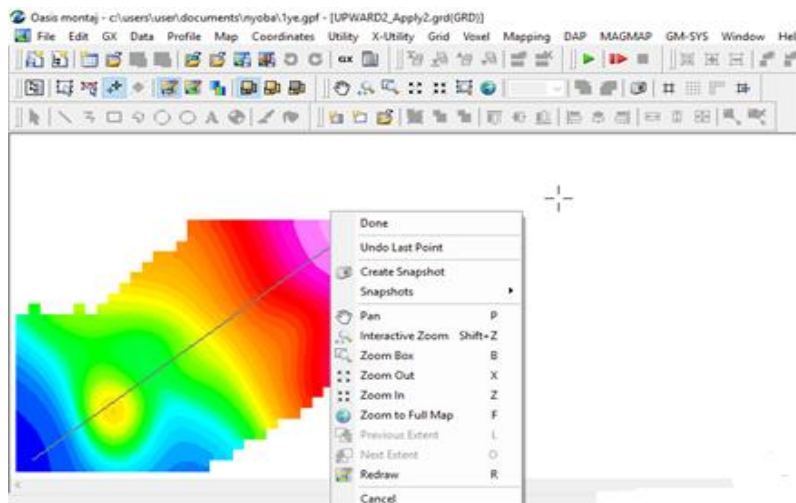 Oasis montaj - c:\users\user\documents\nyoba\1ye.gpf - [UPWARD2_Apply2.grd(GRD)]
File Edit GX Data Profile Map Coordinates Utility X-Utility Grid Voxel Mapping DAP MAGMAP GM-SYS Window Hel
GX
A
Done
Undo Last Point
Create Snapshot
Snapshots
Pan P
Interactive Zoom Shift+Z
Zoom Box B
Zoom Out X
Zoom In Z
Zoom to Full Map F
Previous Extent L
Next Extent O
Redraw R
Cancel